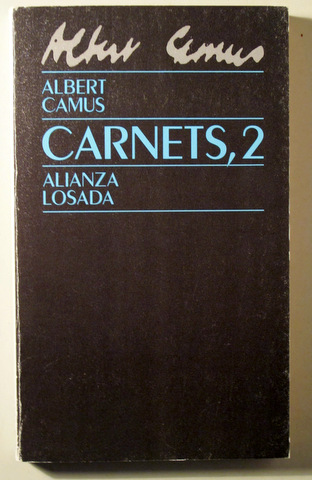 Albert Camus
ALBERT
CAMUS
CARNETS, 2
ALIANZA
LOSADA